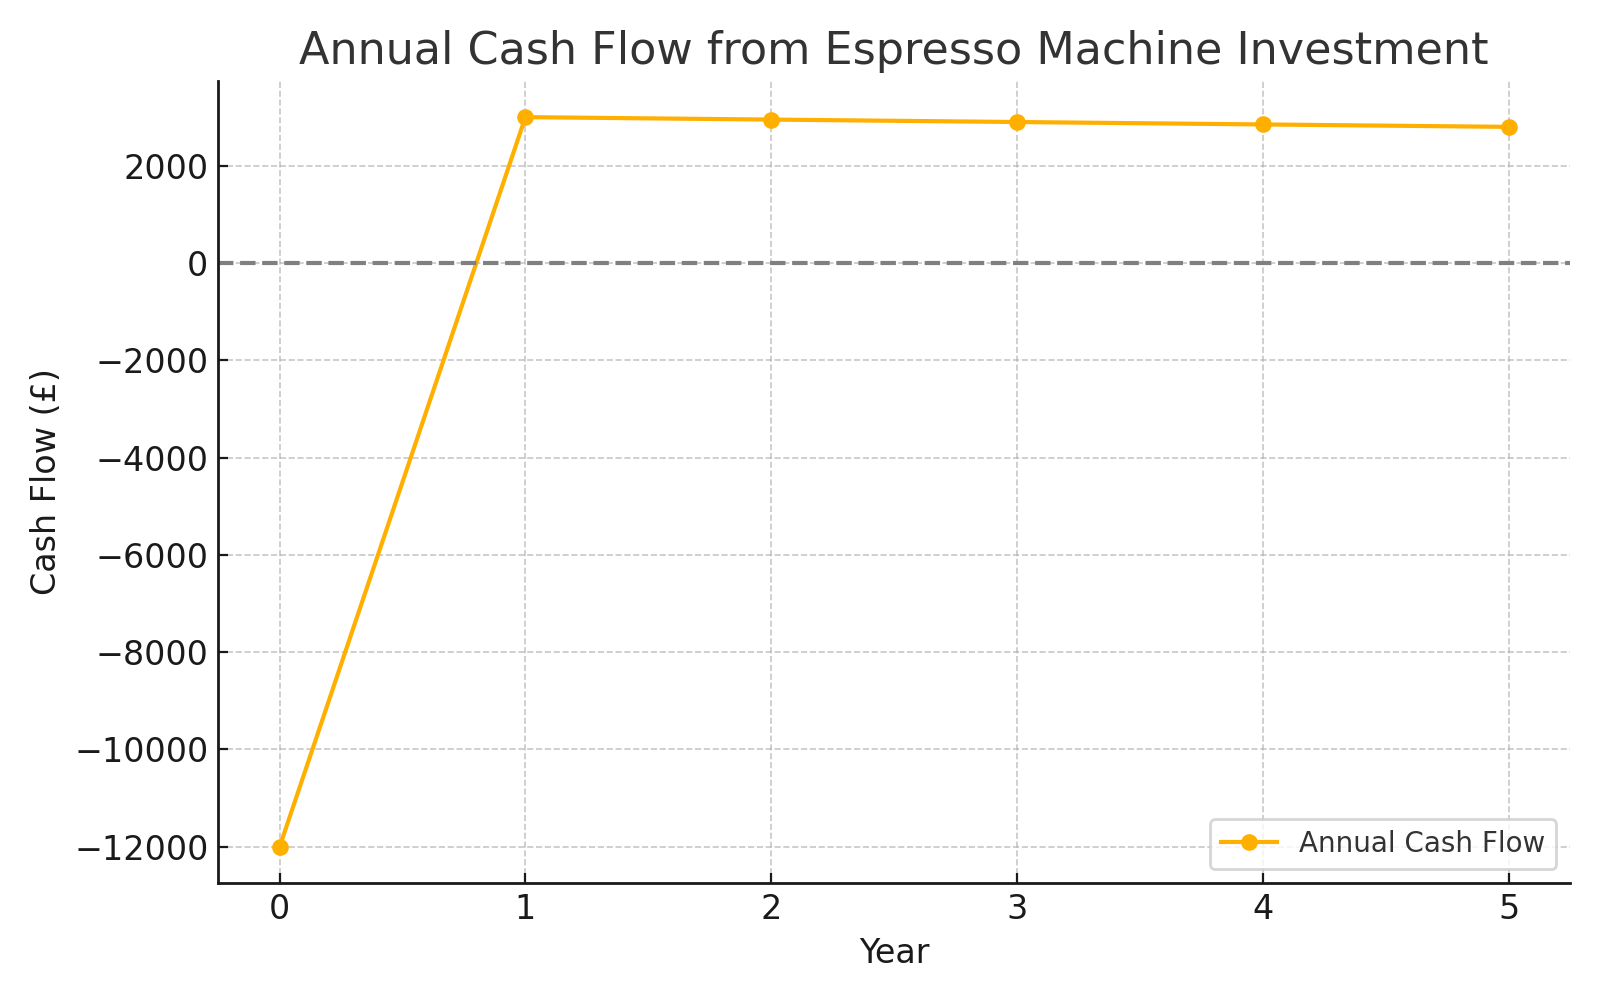 Annual Cash Flow from Espresso Machine Investment
Cash Flow (£)
2000
0
−2000
−4000
−6000
−8000
−10000
−12000
Annual Cash Flow
0 1 2 3 4 5
Year